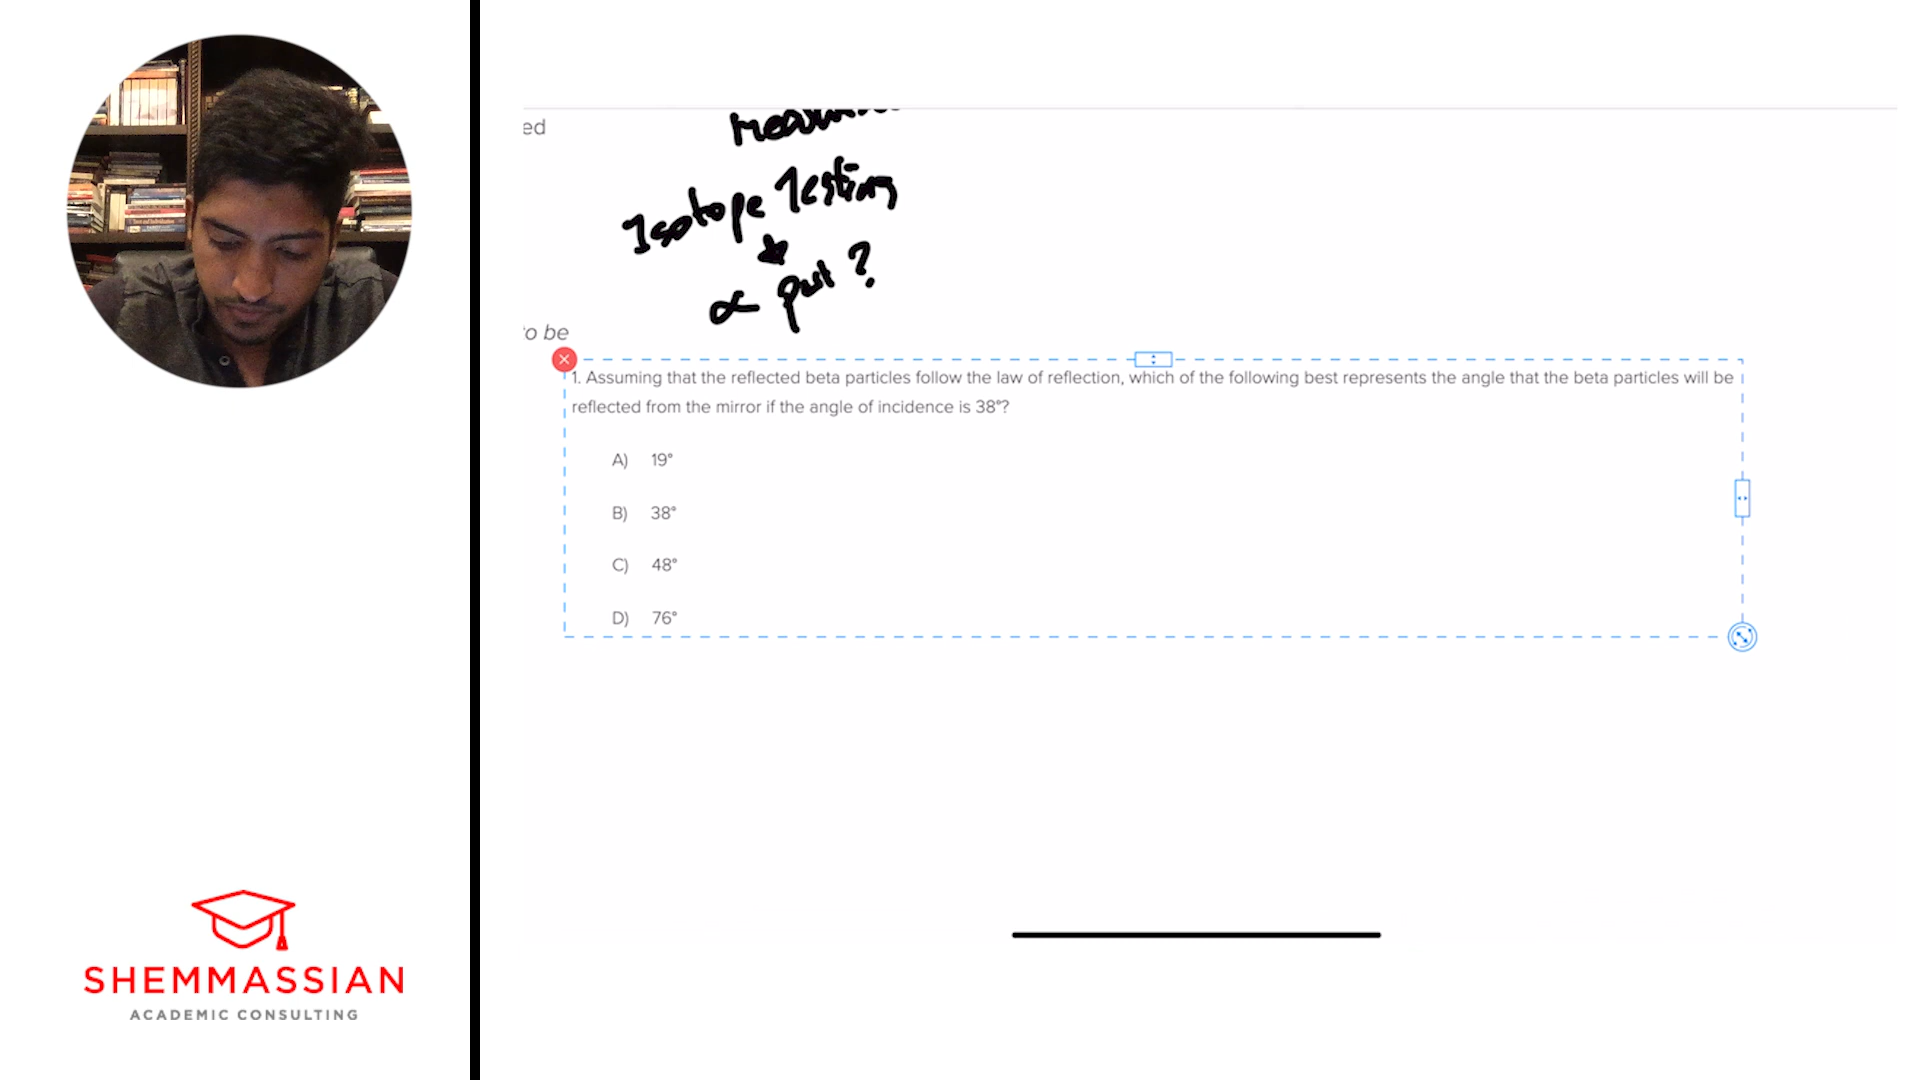 ed
Isotope Testing
α part ?
o be
1. Assuming that the reflected beta particles follow the law of reflection, which of the following best represents the angle that the beta particles will be
reflected from the mirror if the angle of incidence is 38°?
A) 19°
B) 38°
C) 48°
D) 76°
SHEMMASSIAN
ACADEMIC CONSULTING